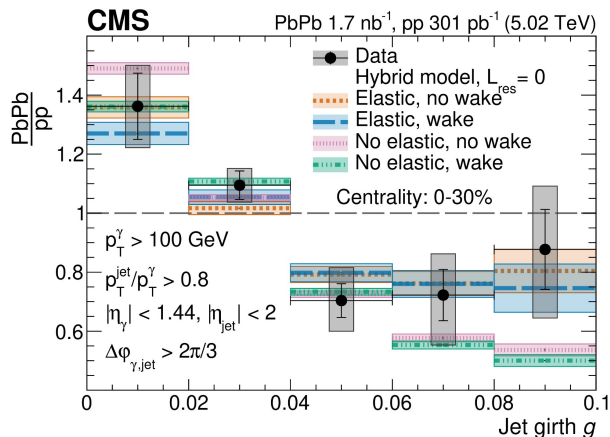 CMS PbPb 1.7 nb⁻¹, pp 301 pb⁻¹ (5.02 TeV)
PbPb
pp
Data
Hybrid model, L_res = 0
Elastic, no wake
Elastic, wake
No elastic, no wake
No elastic, wake
Centrality: 0-30%
p_T^γ > 100 GeV
p_T^jet/p_T^γ > 0.8
|η_γ| < 1.44, |η_jet| < 2
Δφ_γ,jet > 2π/3
1.4
1.2
1
0.8
0.6
0 0.02 0.04 0.06 0.08 0.1
Jet girth g